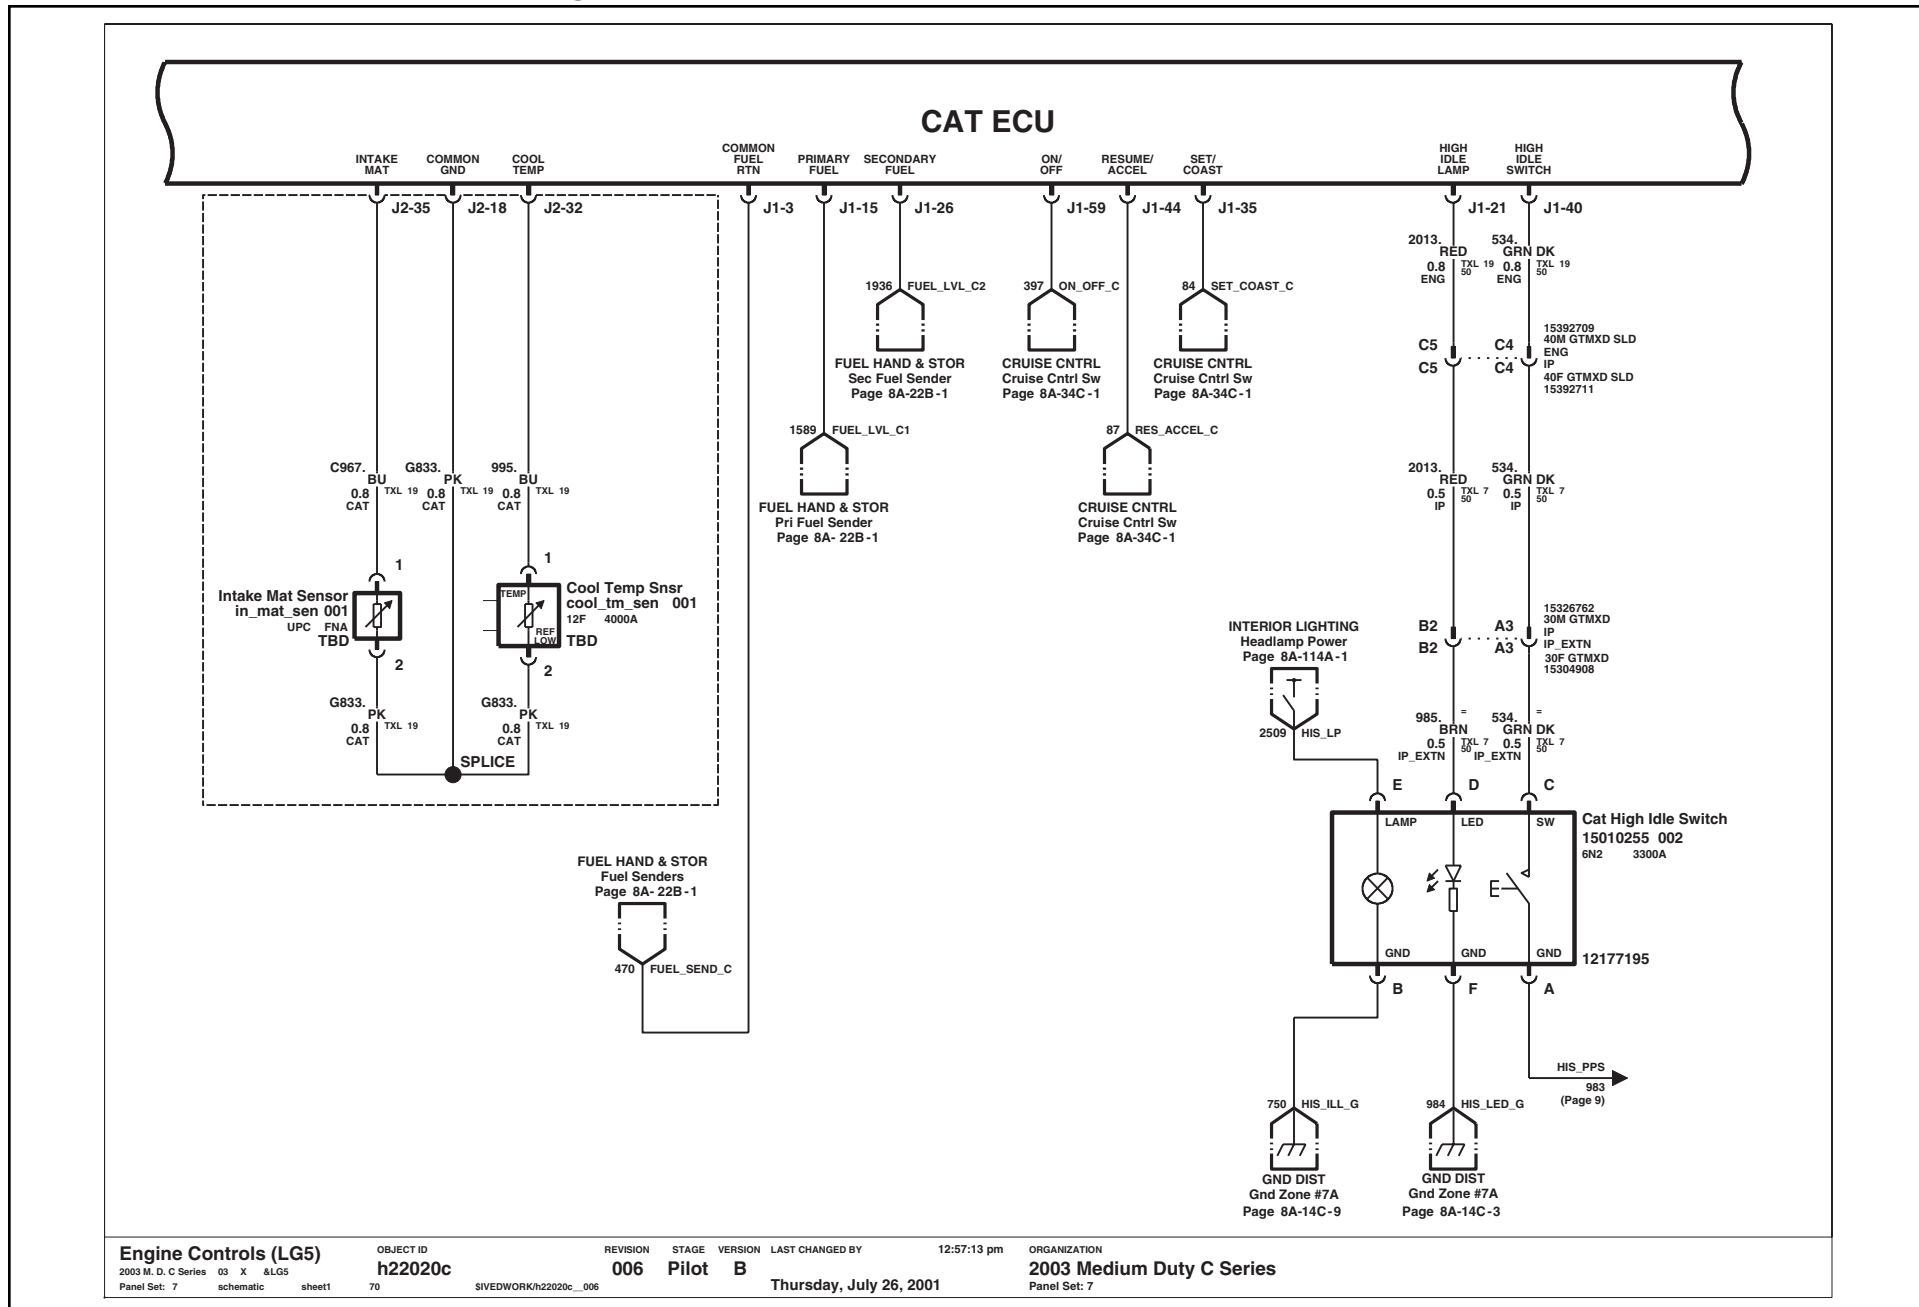 CAT ECU
INTAKE
MAT
COMMON
GND
COOL
TEMP
COMMON
FUEL
RTN
PRIMARY
FUEL
SECONDARY
FUEL
ON/
OFF
RESUME/
ACCEL
SET/
COAST
HIGH
IDLE
LAMP
HIGH
IDLE
SWITCH
J2-35
J2-18
J2-32
J1-3
J1-15
J1-26
J1-59
J1-44
J1-35
J1-21
J1-40
2013.
RED
0.8 TXL 19
50
ENG
534.
GRN DK
0.8 TXL 19
50
ENG
1936 FUEL_LVL_C2
FUEL HAND & STOR
Sec Fuel Sender
Page 8A-22B-1
397 ON_OFF_C
CRUISE CNTRL
Cruise Cntrl Sw
Page 8A-34C-1
84 SET_COAST_C
CRUISE CNTRL
Cruise Cntrl Sw
Page 8A-34C-1
C5
C5
C4
C4
15392709
40M GTMXD SLD
ENG
IP
40F GTMXD SLD
15392711
1589 FUEL_LVL_C1
FUEL HAND & STOR
Pri Fuel Sender
Page 8A- 22B-1
87 RES_ACCEL_C
CRUISE CNTRL
Cruise Cntrl Sw
Page 8A-34C-1
C967.
BU
0.8 TXL 19
CAT
G833.
PK
0.8 TXL 19
CAT
995.
BU
0.8 TXL 19
CAT
2013.
RED
0.5 TXL 7
50
IP
534.
GRN DK
0.5 TXL 7
50
IP
1
Intake Mat Sensor
in_mat_sen 001
UPC FNA
TBD
2
1
TEMP
REF
LOW
Cool Temp Snsr
cool_tm_sen 001
12F 4000A
TBD
2
B2
B2
A3
A3
15326762
30M GTMXD
IP
IP_EXTN
30F GTMXD
15304908
INTERIOR LIGHTING
Headlamp Power
Page 8A-114A-1
2509 HIS_LP
G833.
PK
0.8 TXL 19
CAT
G833.
PK
0.8 TXL 19
CAT
SPLICE
985. =
BRN
0.5 TXL 7
50
IP_EXTN
534. =
GRN DK
0.5 TXL 7
50
IP_EXTN
E
D
C
LAMP
LED
SW
Cat High Idle Switch
15010255 002
6N2 3300A
GND
GND
GND
12177195
B
F
A
FUEL HAND & STOR
Fuel Senders
Page 8A- 22B-1
470 FUEL_SEND_C
HIS_PPS
983
(Page 9)
750 HIS_ILL_G
GND DIST
Gnd Zone #7A
Page 8A-14C-9
984 HIS_LED_G
GND DIST
Gnd Zone #7A
Page 8A-14C-3
Engine Controls (LG5)
2003 M. D. C Series 03 X &LG5
Panel Set: 7 schematic sheet1
OBJECT ID
h22020c
70 $IVEDWORK/h22020c__006
REVISION
006
STAGE
Pilot
VERSION
B
LAST CHANGED BY 12:57:13 pm
Thursday, July 26, 2001
ORGANIZATION
2003 Medium Duty C Series
Panel Set: 7